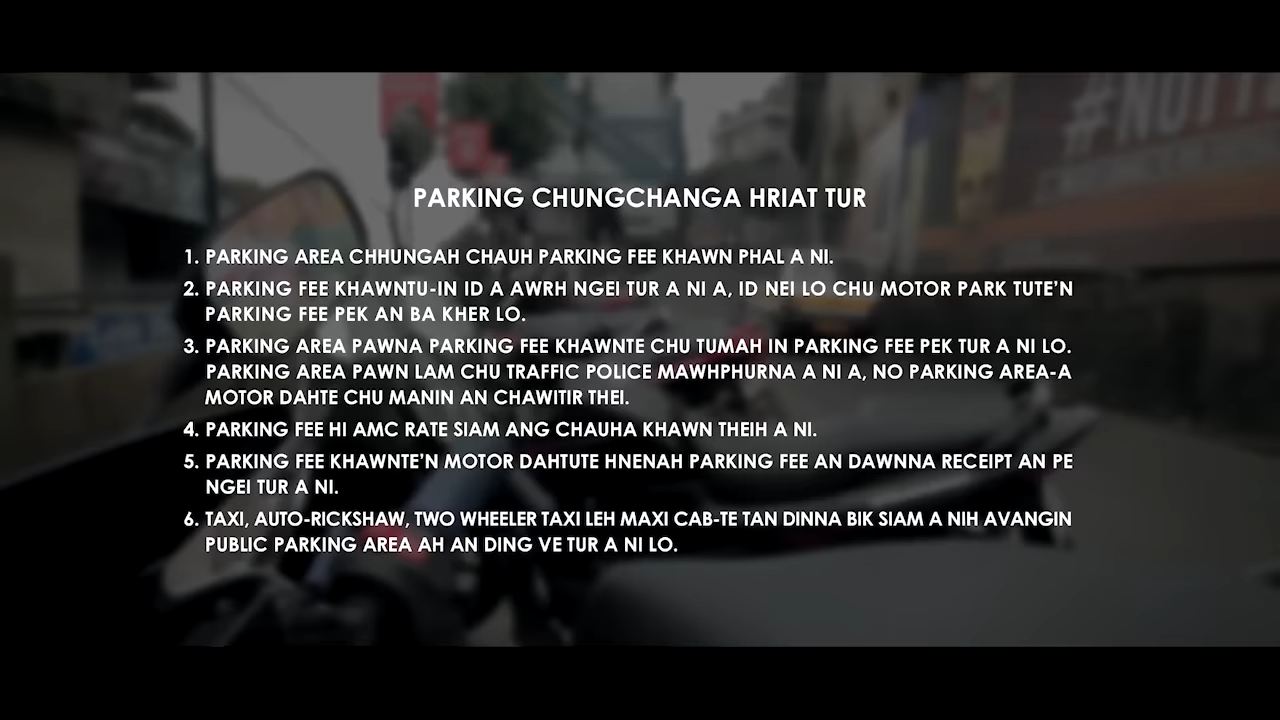 #NOTT
PARKING CHUNGCHANGA HRIAT TUR
1. PARKING AREA CHHUNGAH CHAUH PARKING FEE KHAWN PHAL A NI.
2. PARKING FEE KHAWNTU-IN ID A AWRH NGEI TUR A NI A, ID NEI LO CHU MOTOR PARK TUTE’N
PARKING FEE PEK AN BA KHER LO.
3. PARKING AREA PAWNA PARKING FEE KHAWNTE CHU TUMAH IN PARKING FEE PEK TUR A NI LO.
PARKING AREA PAWN LAM CHU TRAFFIC POLICE MAWHPHURNA A NI A, NO PARKING AREA-A
MOTOR DAHTE CHU MANIN AN CHAWITIR THEI.
4. PARKING FEE HI AMC RATE SIAM ANG CHAUHA KHAWN THEIH A NI.
5. PARKING FEE KHAWNTE’N MOTOR DAHTUTE HNENAH PARKING FEE AN DAWNNA RECEIPT AN PE
NGEI TUR A NI.
6. TAXI, AUTO-RICKSHAW, TWO WHEELER TAXI LEH MAXI CAB-TE TAN DINNA BIK SIAM A NIH AVANGIN
PUBLIC PARKING AREA AH AN DING VE TUR A NI LO.